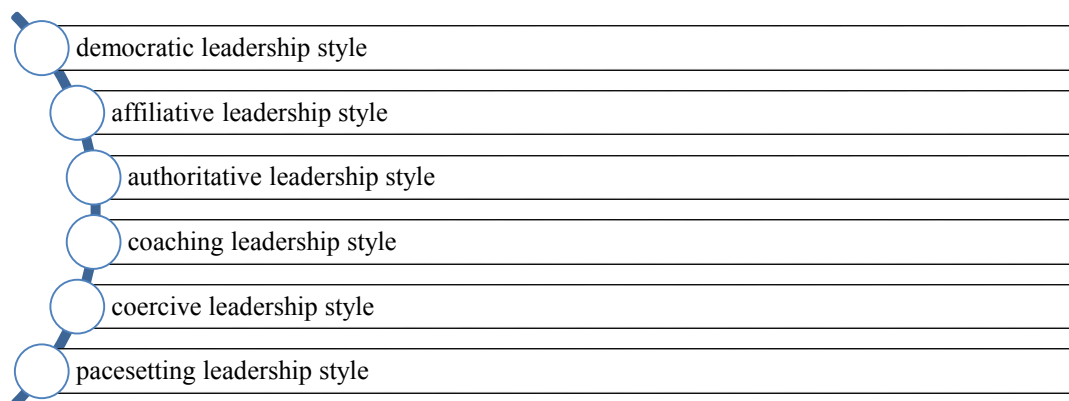 democratic leadership style
affiliative leadership style
authoritative leadership style
coaching leadership style
coercive leadership style
pacesetting leadership style